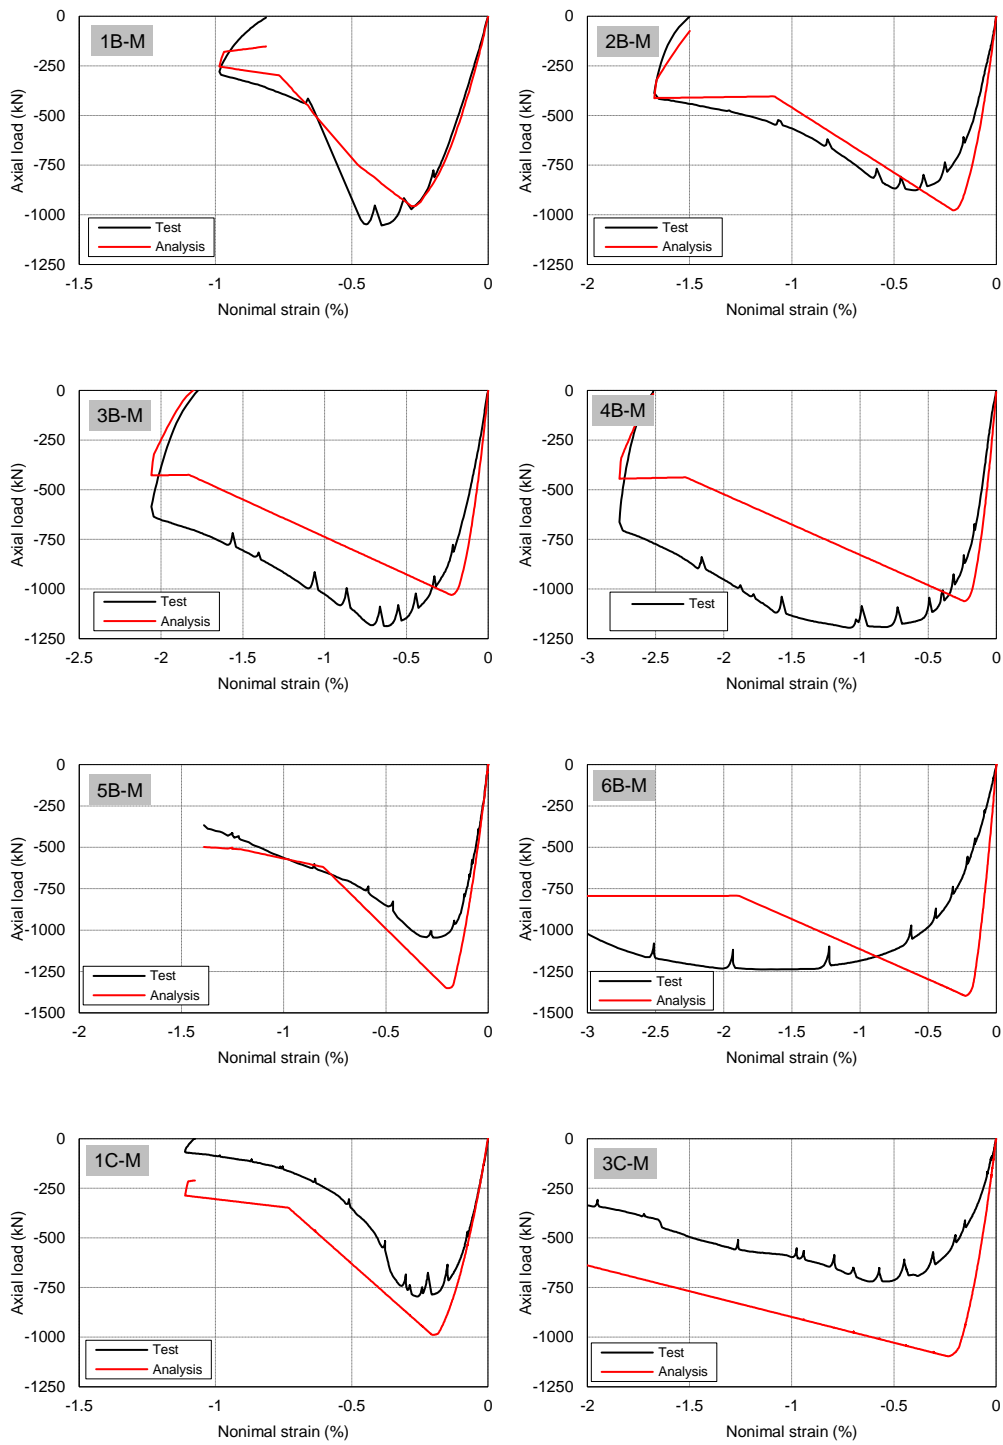 1B-M
0
-250
-500
-750
-1000
-1250
Axial load (kN)
Test
Analysis
-1.5
-1
-0.5
0
Nonimal strain (%)
2B-M
0
-250
-500
-750
-1000
-1250
Axial load (kN)
Test
Analysis
-2
-1.5
-1
-0.5
0
Nonimal strain (%)
3B-M
0
-250
-500
-750
-1000
-1250
Axial load (kN)
Test
Analysis
-2.5
-2
-1.5
-1
-0.5
0
Nonimal strain (%)
4B-M
0
-250
-500
-750
-1000
-1250
Axial load (kN)
Test
-3
-2.5
-2
-1.5
-1
-0.5
0
Nonimal strain (%)
5B-M
0
-250
-500
-750
-1000
-1250
-1500
Axial load (kN)
Test
Analysis
-2
-1.5
-1
-0.5
0
Nonimal strain (%)
6B-M
0
-250
-500
-750
-1000
-1250
-1500
Axial load (kN)
Test
Analysis
-3
-2.5
-2
-1.5
-1
-0.5
0
Nonimal strain (%)
1C-M
0
-250
-500
-750
-1000
-1250
Axial load (kN)
Test
Analysis
-1.5
-1
-0.5
0
Nonimal strain (%)
3C-M
0
-250
-500
-750
-1000
-1250
Axial load (kN)
Test
Analysis
-2
-1.5
-1
-0.5
0
Nonimal strain (%)